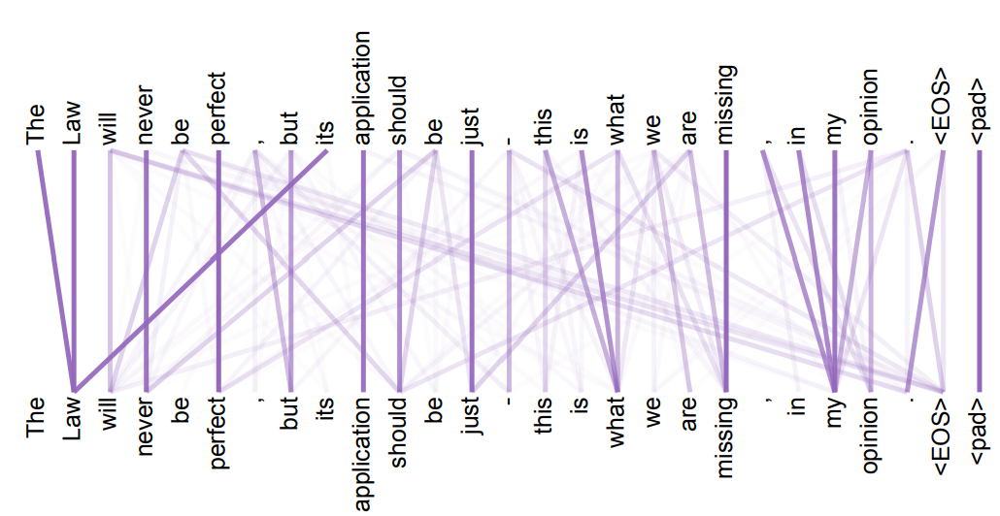 The Law will never be perfect , but its application should be just - this is what we are missing , in my opinion . <EOS> <pad>
The Law will never be perfect , but its application should be just - this is what we are missing , in my opinion . <EOS> <pad>